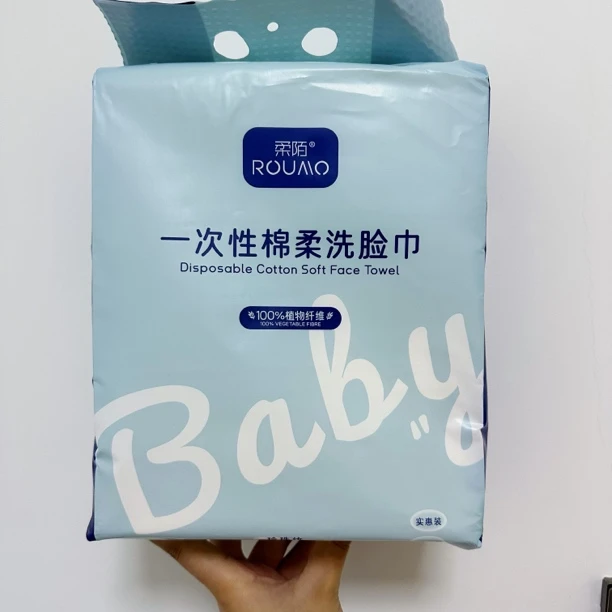 柔陌®
ROUMO
一次性棉柔洗脸巾
Disposable Cotton Soft Face Towel
100%植物纤维
100% VEGETABLE FIBRE
Baby
实惠装